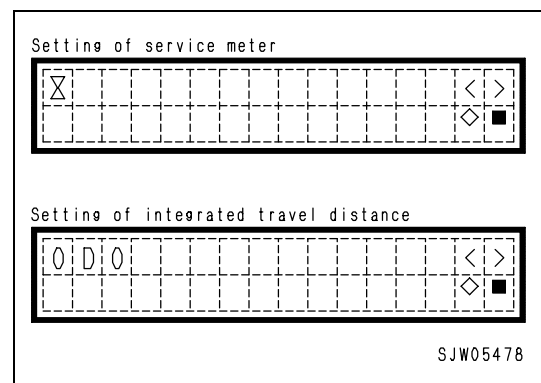 Setting of service meter
< >
◇ ■
Setting of integrated travel distance
ODO < >
◇ ■
SJW05478